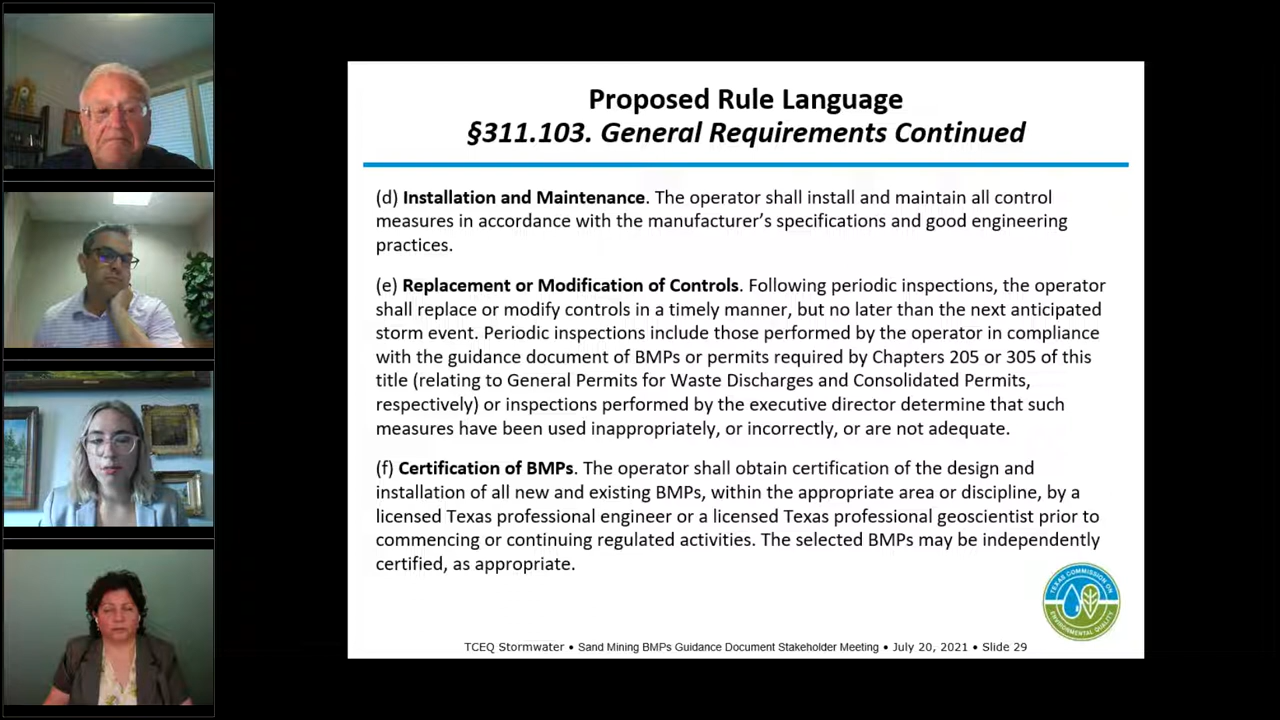 Proposed Rule Language
§311.103. General Requirements Continued
(d) Installation and Maintenance. The operator shall install and maintain all control
measures in accordance with the manufacturer’s specifications and good engineering
practices.
(e) Replacement or Modification of Controls. Following periodic inspections, the operator
shall replace or modify controls in a timely manner, but no later than the next anticipated
storm event. Periodic inspections include those performed by the operator in compliance
with the guidance document of BMPs or permits required by Chapters 205 or 305 of this
title (relating to General Permits for Waste Discharges and Consolidated Permits,
respectively) or inspections performed by the executive director determine that such
measures have been used inappropriately, or incorrectly, or are not adequate.
(f) Certification of BMPs. The operator shall obtain certification of the design and
installation of all new and existing BMPs, within the appropriate area or discipline, by a
licensed Texas professional engineer or a licensed Texas professional geoscientist prior to
commencing or continuing regulated activities. The selected BMPs may be independently
certified, as appropriate.
TEXAS COMMISSION ON
ENVIRONMENTAL QUALITY
TCEQ Stormwater • Sand Mining BMPs Guidance Document Stakeholder Meeting • July 20, 2021 • Slide 29